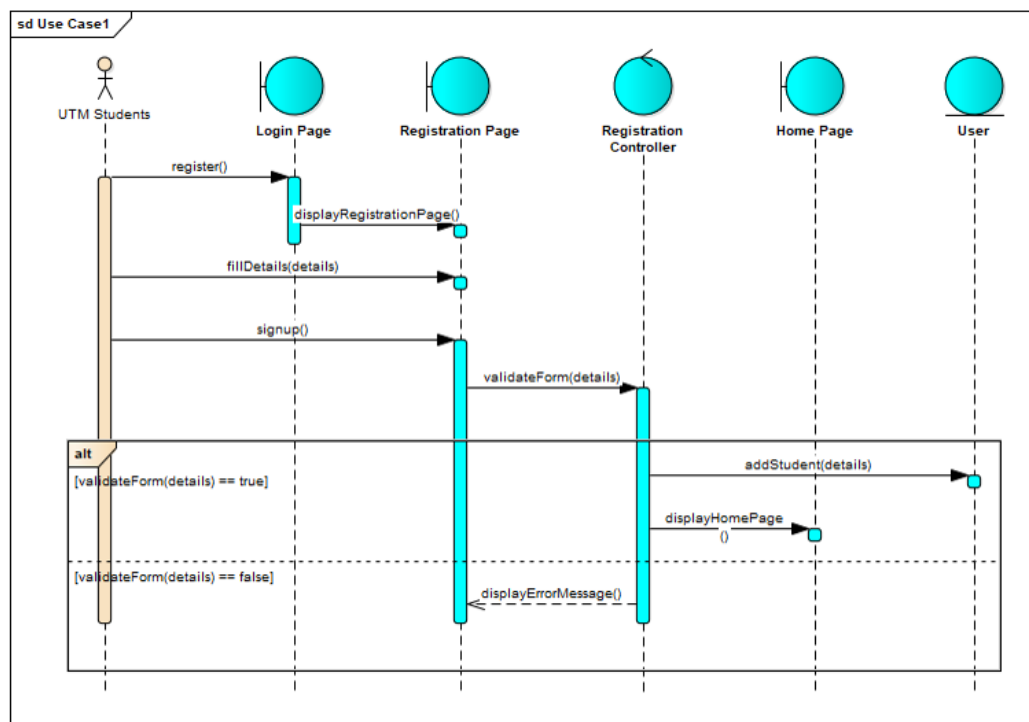 sd Use Case1
UTM Students
Login Page
Registration Page
Registration
Controller
Home Page
User
register()
displayRegistrationPage()
fillDetails(details)
signup()
validateForm(details)
alt
[validateForm(details) == true]
addStudent(details)
displayHomePage
()
[validateForm(details) == false]
displayErrorMessage()